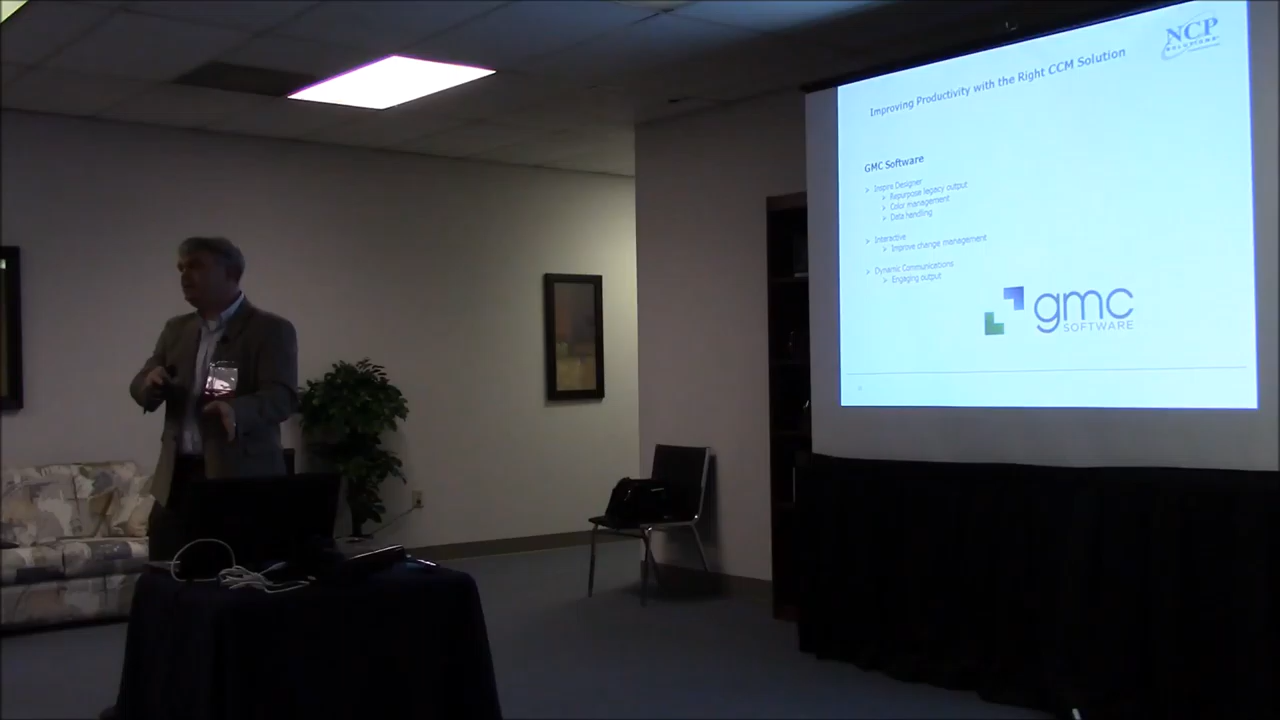 NCP
SOLUTIONS
Improving Productivity with the Right CCM Solution
GMC Software
> Inspire Designer
> Repurpose legacy output
> Color management
> Data handling
> Interactive
> Improve change management
> Dynamic Communications
> Engaging output
gmc
SOFTWARE